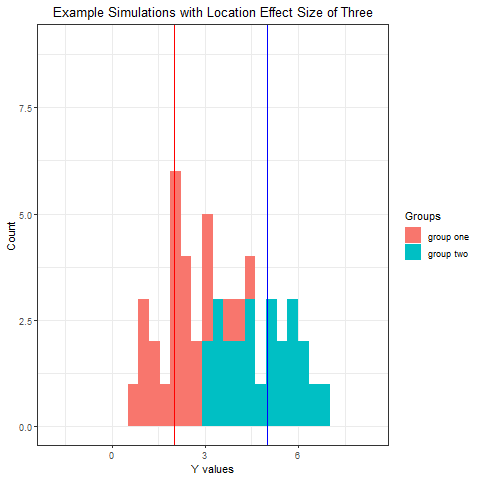 Example Simulations with Location Effect Size of Three
7.5
5.0
2.5
0.0
Count
0 3 6
Y values
Groups
group one
group two